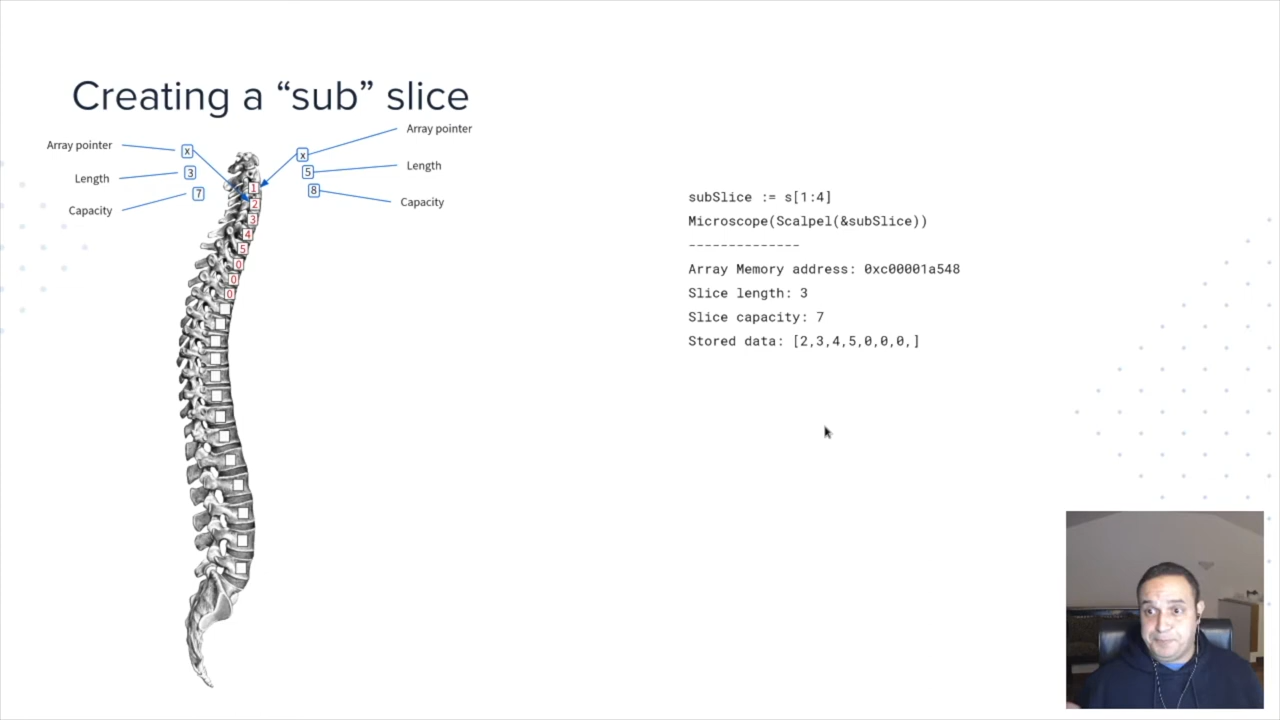 Creating a “sub” slice
Array pointer
Length
Capacity
x
3
7
x
5
8
Array pointer
Length
Capacity
1
2
3
4
5
0
0
0
subSlice := s[1:4]
Microscope(Scalpel(&subSlice))
--------------
Array Memory address: 0xc00001a548
Slice length: 3
Slice capacity: 7
Stored data: [2,3,4,5,0,0,0,]